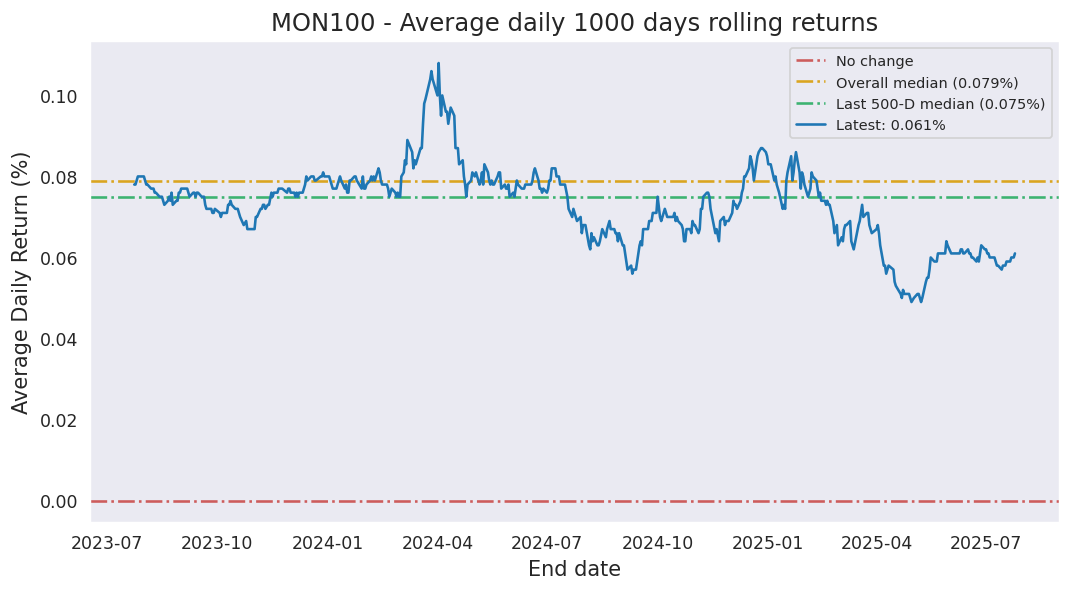 MON100 - Average daily 1000 days rolling returns
No change
Overall median (0.079%)
Last 500-D median (0.075%)
Latest: 0.061%
Average Daily Return (%)
0.10
0.08
0.06
0.04
0.02
0.00
2023-07 2023-10 2024-01 2024-04 2024-07 2024-10 2025-01 2025-04 2025-07
End date